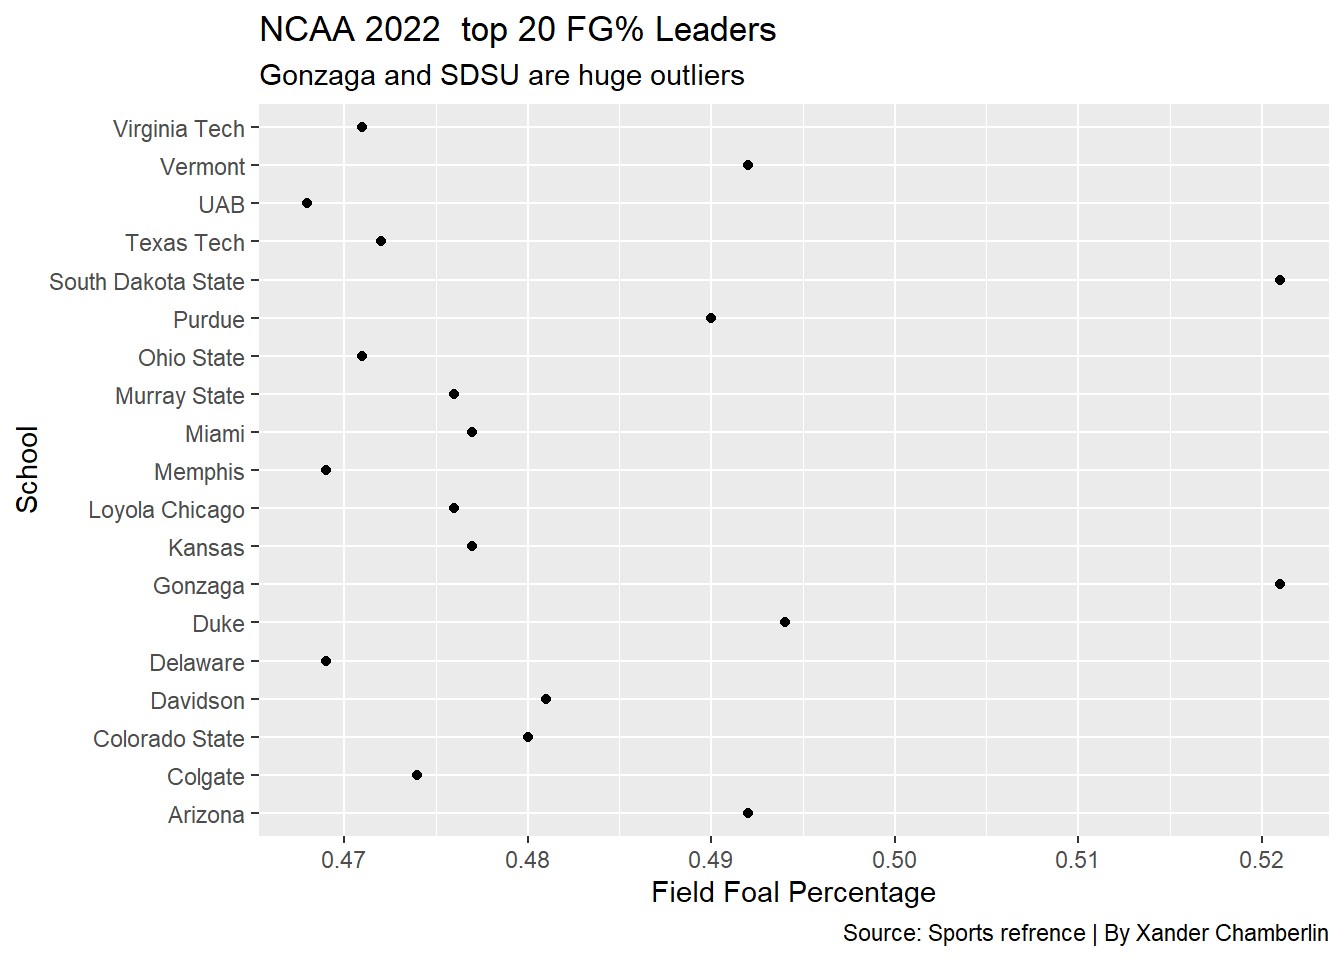 NCAA 2022  top 20 FG% Leaders
Gonzaga and SDSU are huge outliers
Virginia Tech
Vermont
UAB
Texas Tech
South Dakota State
Purdue
Ohio State
Murray State
Miami
Memphis
Loyola Chicago
Kansas
Gonzaga
Duke
Delaware
Davidson
Colorado State
Colgate
Arizona
School
0.47 0.48 0.49 0.50 0.51 0.52
Field Foal Percentage
Source: Sports refrence | By Xander Chamberlin